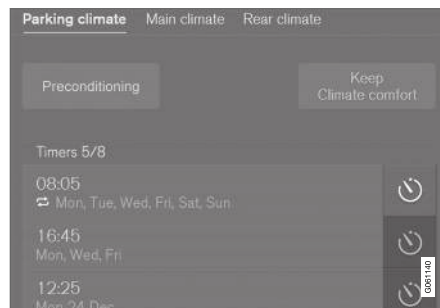 Parking climate Main climate Rear climate
Preconditioning
Keep
Climate comfort
Timers 5/8
08:05
Mon, Tue, Wed, Fri, Sat, Sun
16:45
Mon, Wed, Fri
12:25
Mon 24 Dec
G061140